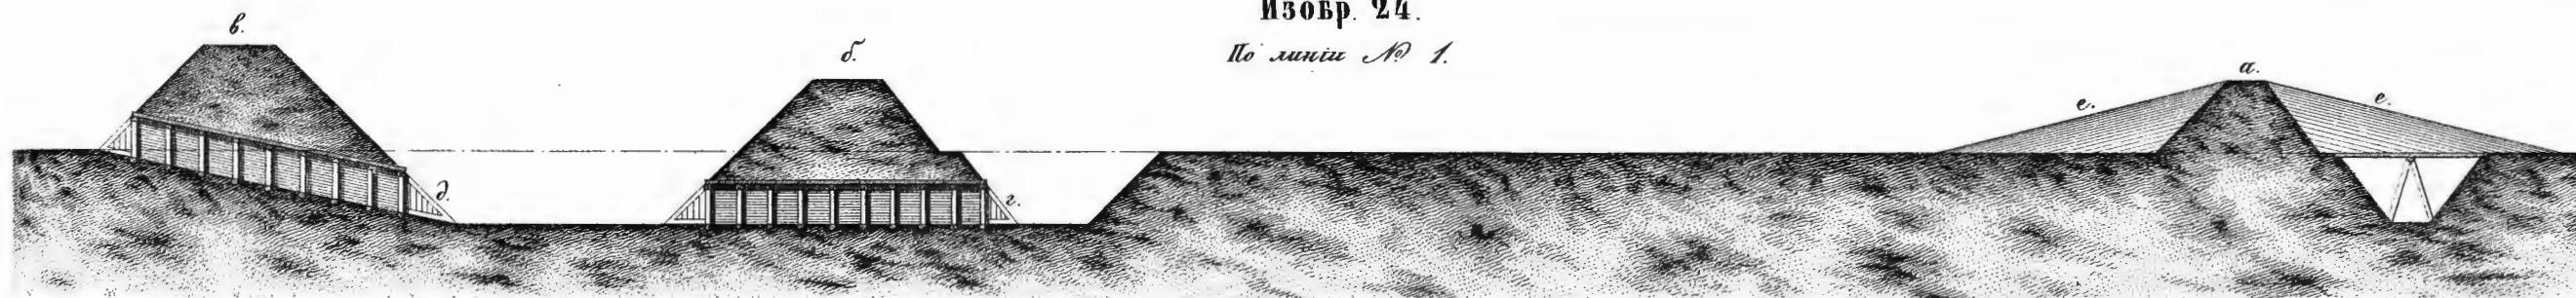 Изобр. 24.
По линіи № 1.
в.
б.
а.
е.
е.
д.
г.